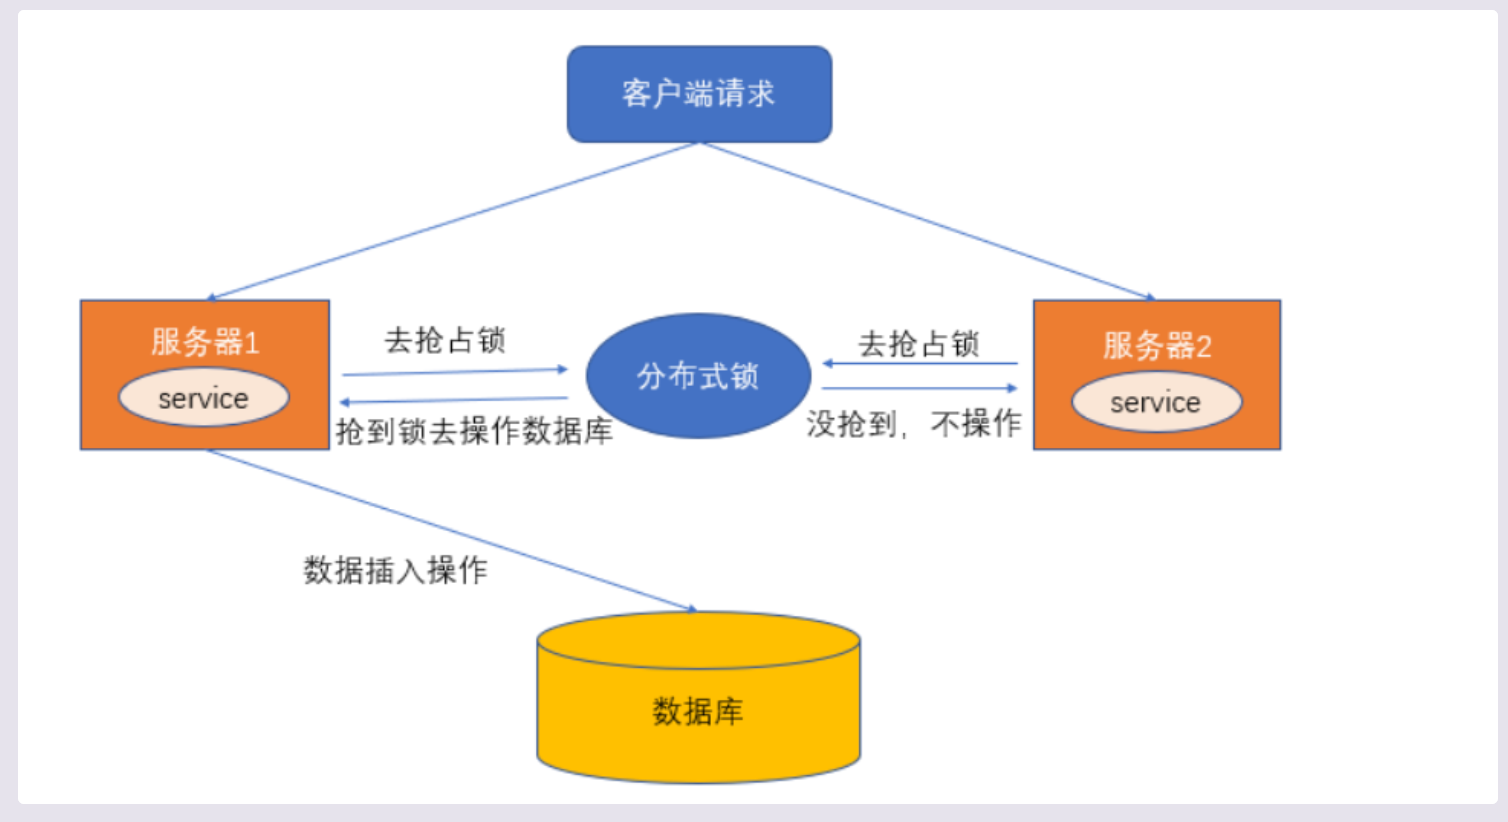 客户端请求
服务器1
service
去抢占锁
抢到锁去操作数据库
分布式锁
去抢占锁
没抢到，不操作
服务器2
service
数据插入操作
数据库